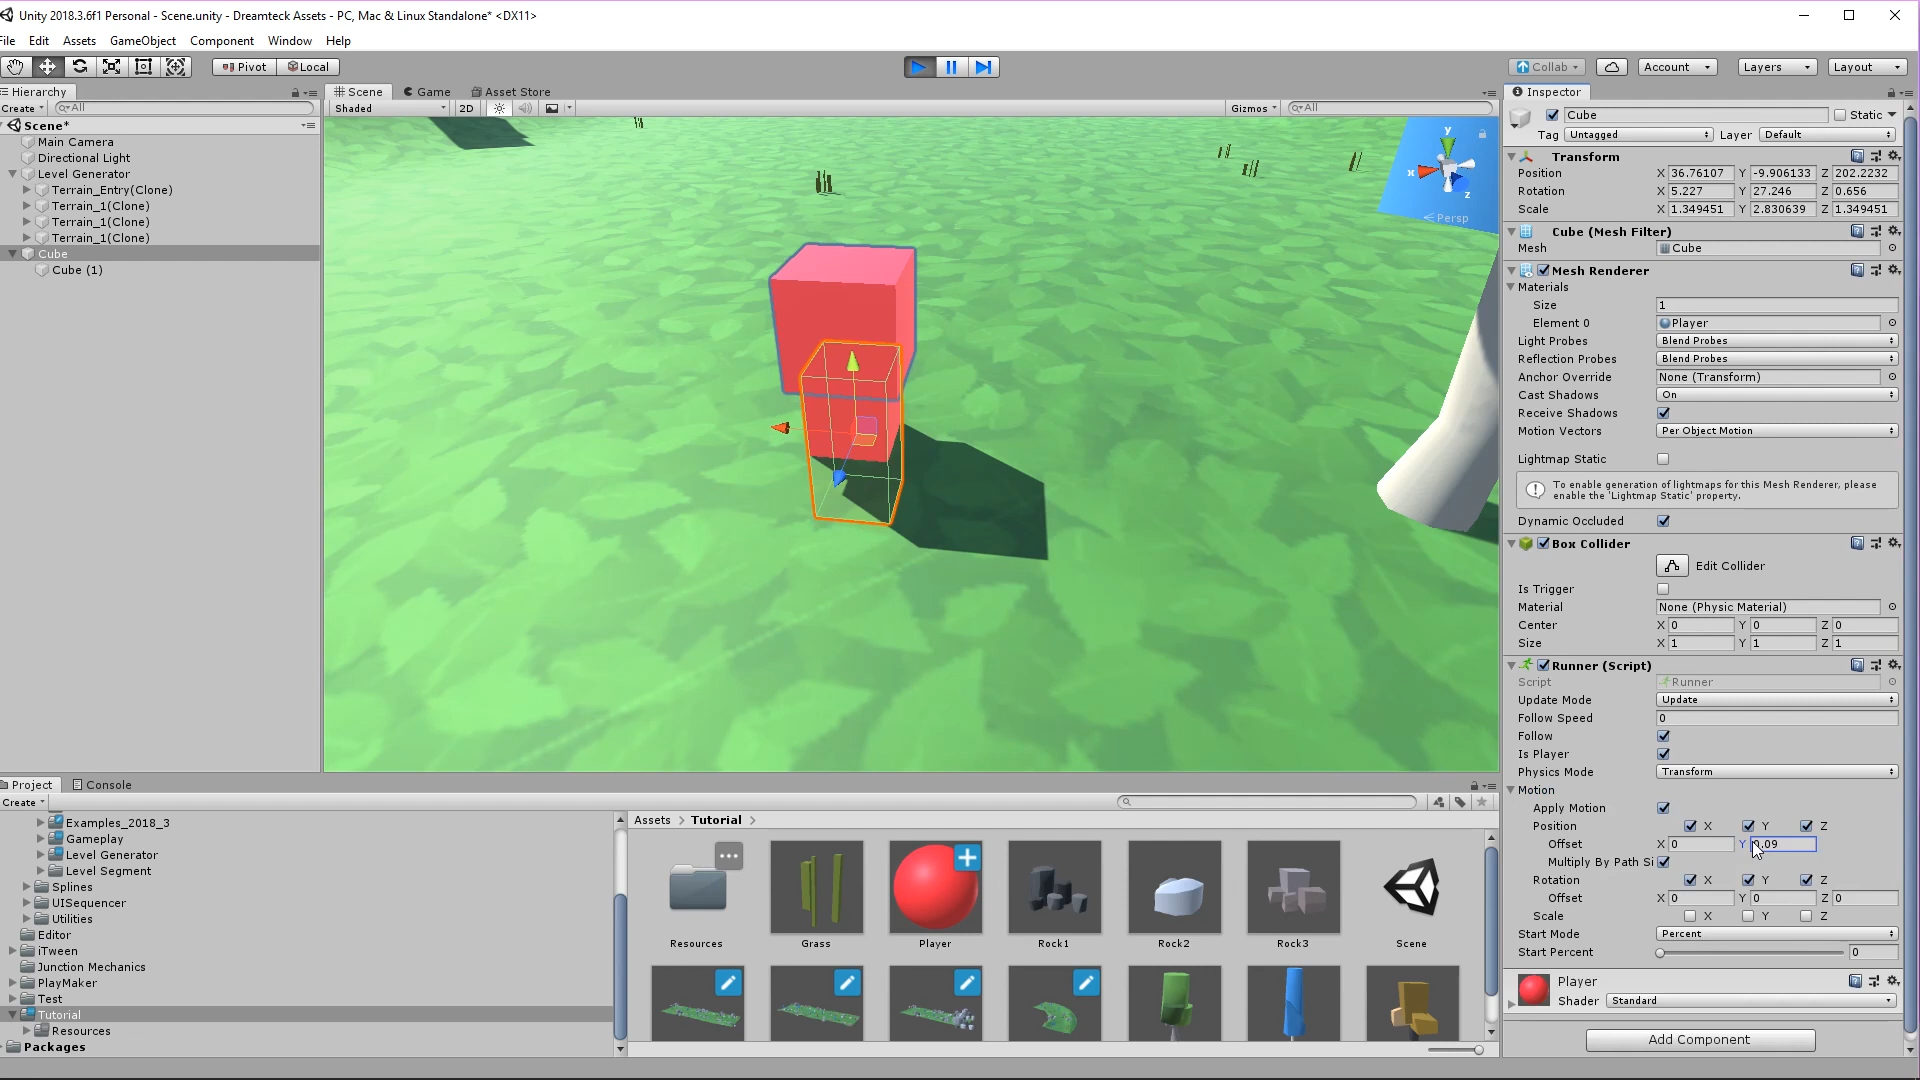 Unity 2018.3.6f1 Personal - Scene.unity - Dreamteck Assets - PC, Mac & Linux Standalone* <DX11>
File Edit Assets GameObject Component Window Help
Pivot Local Collab Account Layers Layout
Hierarchy
Create All
Scene*
Main Camera
Directional Light
Level Generator
Terrain_Entry(Clone)
Terrain_1(Clone)
Terrain_1(Clone)
Terrain_1(Clone)
Cube
Cube (1)
Scene Game Asset Store
Shaded 2D Gizmos All
y
x
z
Persp
Inspector
Cube Static
Tag Untagged Layer Default
Transform
Position X 36.76107 Y -9.906133 Z 202.2232
Rotation X 5.227 Y 27.246 Z 0.656
Scale X 1.349451 Y 2.830639 Z 1.349451
Cube (Mesh Filter)
Mesh Cube
Mesh Renderer
Materials
Size 1
Element 0 Player
Light Probes Blend Probes
Reflection Probes Blend Probes
Anchor Override None (Transform)
Cast Shadows On
Receive Shadows
Motion Vectors Per Object Motion
Lightmap Static
To enable generation of lightmaps for this Mesh Renderer, please
enable the 'Lightmap Static' property.
Dynamic Occluded
Box Collider
Edit Collider
Is Trigger
Material None (Physic Material)
Center X 0 Y 0 Z 0
Size X 1 Y 1 Z 1
Runner (Script)
Script Runner
Update Mode Update
Follow Speed 0
Follow
Is Player
Physics Mode Transform
Motion
Apply Motion
Position X Y Z
Offset X 0 Y .09
Multiply By Path Si
Rotation X Y Z
Offset X 0 Y 0 Z 0
Scale X Y Z
Start Mode Percent
Start Percent 0
Player
Shader Standard
Add Component
Project Console
Create
Examples_2018_3
Gameplay
Level Generator
Level Segment
Splines
UISequencer
Utilities
Editor
iTween
Junction Mechanics
PlayMaker
Test
Tutorial
Resources
Packages
Assets > Tutorial >
Resources Grass Player Rock1 Rock2 Rock3 Scene